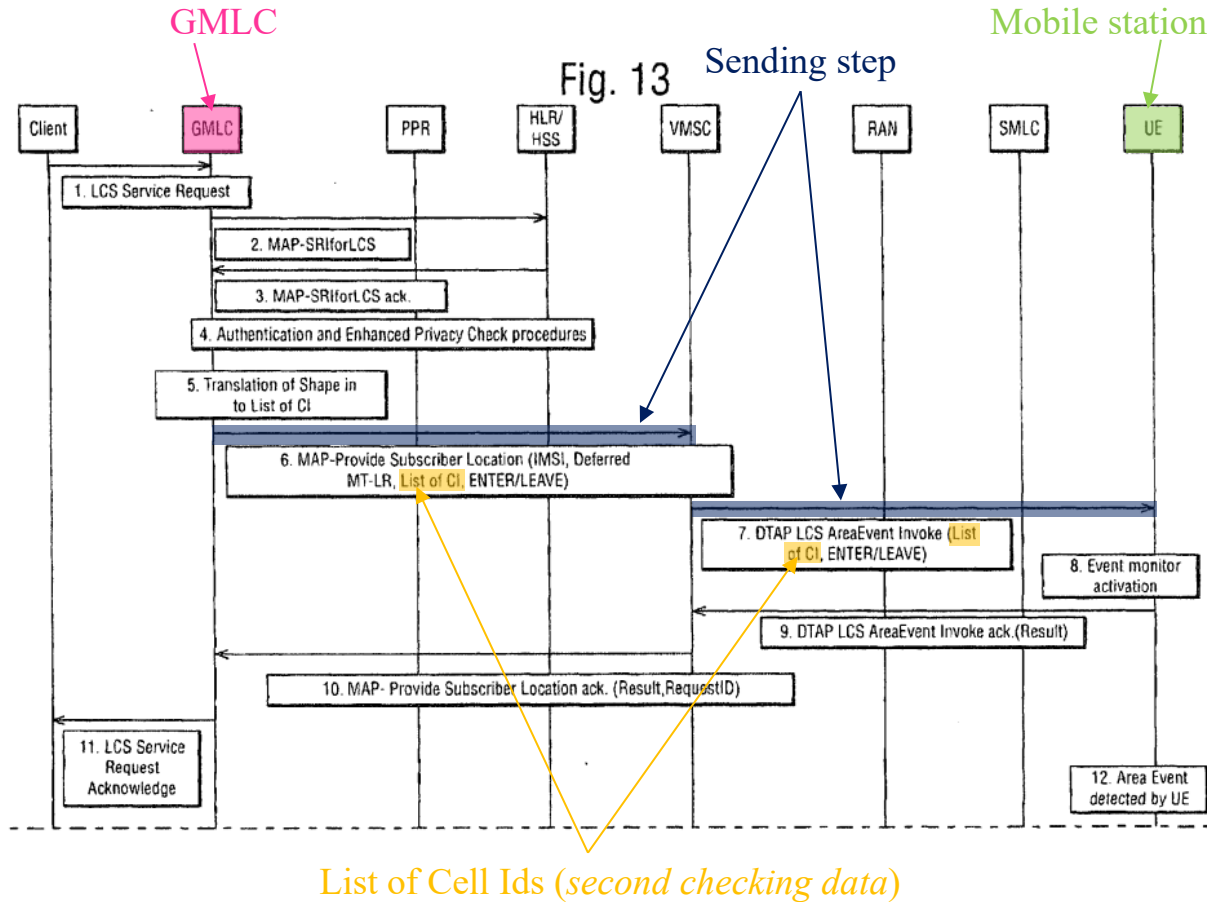 GMLC
Mobile station
Sending step
Fig. 13
Client
GMLC
PPR
HLR/
HSS
VMSC
RAN
SMLC
UE
1. LCS Service Request
2. MAP-SRIforLCS
3. MAP-SRIforLCS ack.
4. Authentication and Enhanced Privacy Check procedures
5. Translation of Shape in
to List of CI
6. MAP-Provide Subscriber Location (IMSI, Deferred
MT-LR, List of CI, ENTER/LEAVE)
7. DTAP LCS AreaEvent Invoke (List
of CI, ENTER/LEAVE)
8. Event monitor
activation
9. DTAP LCS AreaEvent Invoke ack.(Result)
10. MAP- Provide Subscriber Location ack. (Result,RequestID)
11. LCS Service
Request
Acknowledge
12. Area Event
detected by UE
List of Cell Ids (second checking data)